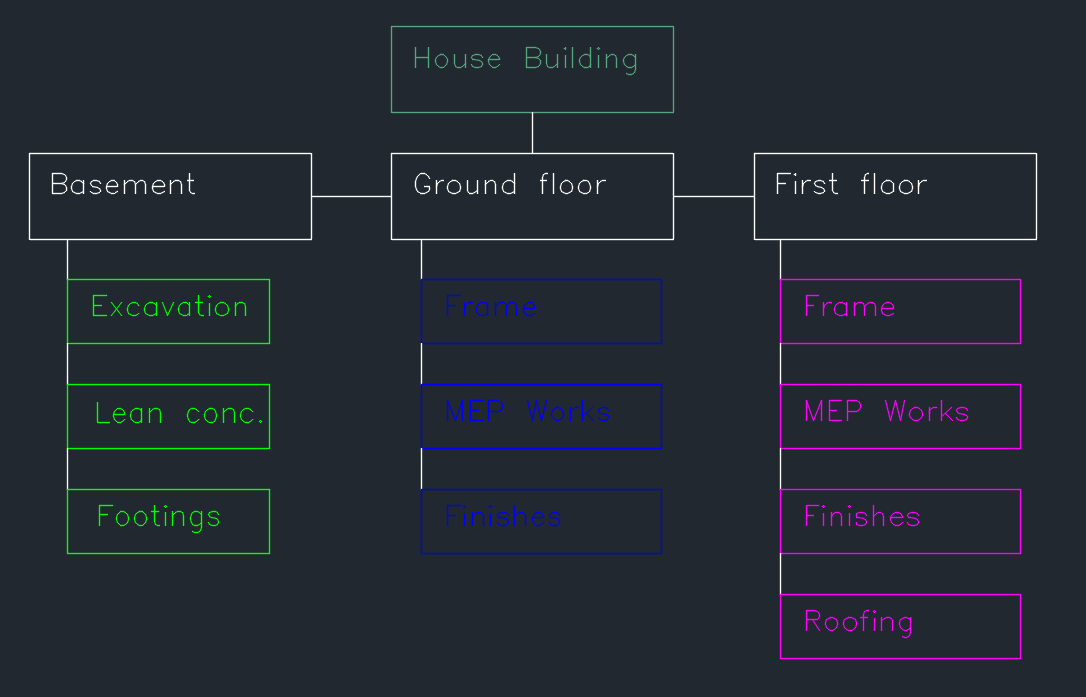 House Building
Basement
Ground floor
First floor
Excavation
Frame
Frame
Lean conc.
MEP Works
MEP Works
Footings
Finishes
Finishes
Roofing